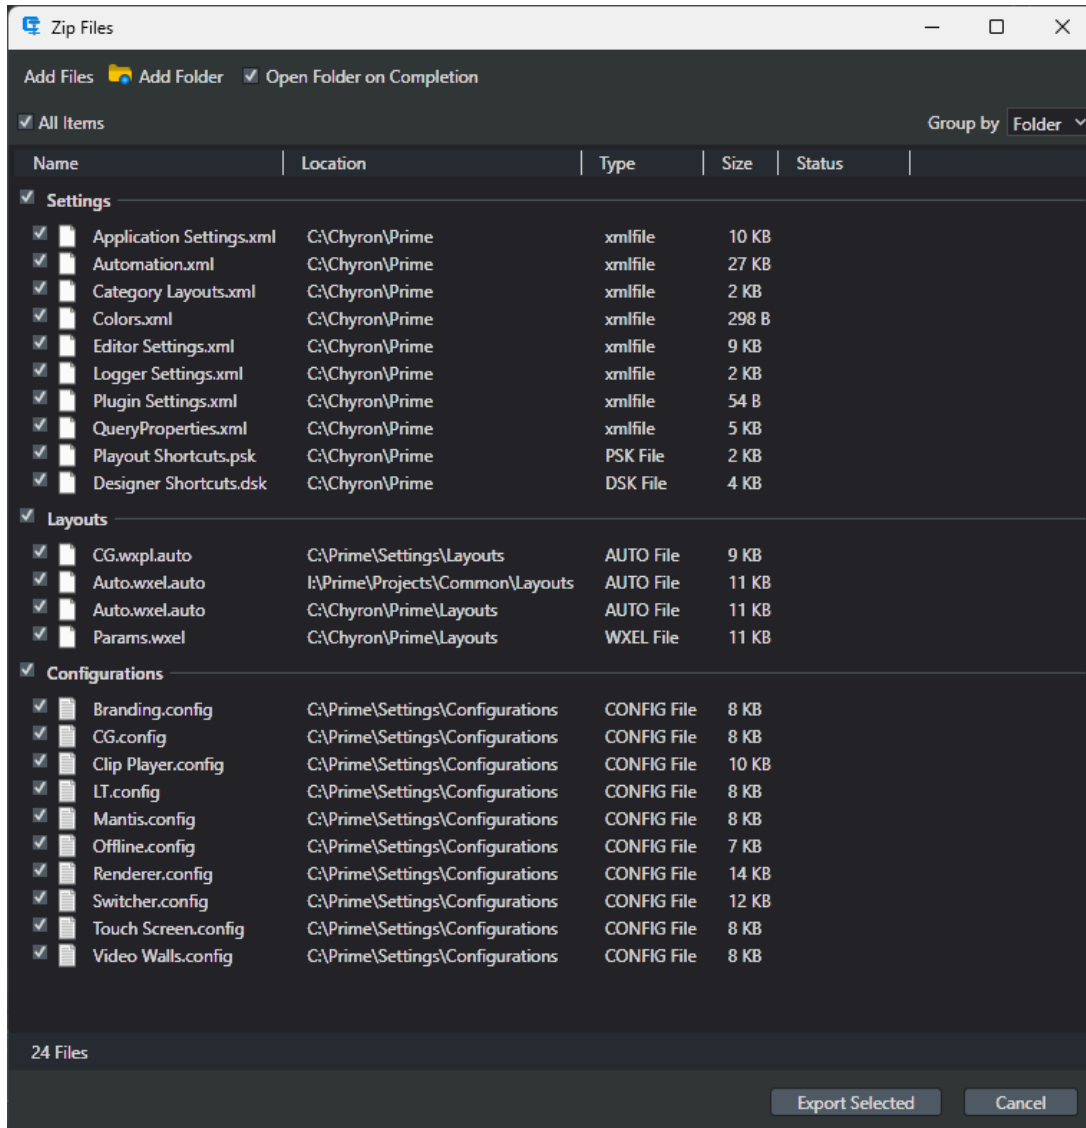 Zip Files
Add Files Add Folder Open Folder on Completion
All Items Group by Folder
Name Location Type Size Status
Settings
Application Settings.xml C:\Chyron\Prime xmlfile 10 KB
Automation.xml C:\Chyron\Prime xmlfile 27 KB
Category Layouts.xml C:\Chyron\Prime xmlfile 2 KB
Colors.xml C:\Chyron\Prime xmlfile 298 B
Editor Settings.xml C:\Chyron\Prime xmlfile 9 KB
Logger Settings.xml C:\Chyron\Prime xmlfile 2 KB
Plugin Settings.xml C:\Chyron\Prime xmlfile 54 B
QueryProperties.xml C:\Chyron\Prime xmlfile 5 KB
Playout Shortcuts.psk C:\Chyron\Prime PSK File 2 KB
Designer Shortcuts.dsk C:\Chyron\Prime DSK File 4 KB
Layouts
CG.wxpl.auto C:\Prime\Settings\Layouts AUTO File 9 KB
Auto.wxel.auto I:\Prime\Projects\Common\Layouts AUTO File 11 KB
Auto.wxel.auto C:\Chyron\Prime\Layouts AUTO File 11 KB
Params.wxel C:\Chyron\Prime\Layouts WXEL File 11 KB
Configurations
Branding.config C:\Prime\Settings\Configurations CONFIG File 8 KB
CG.config C:\Prime\Settings\Configurations CONFIG File 8 KB
Clip Player.config C:\Prime\Settings\Configurations CONFIG File 10 KB
LT.config C:\Prime\Settings\Configurations CONFIG File 8 KB
Mantis.config C:\Prime\Settings\Configurations CONFIG File 8 KB
Offline.config C:\Prime\Settings\Configurations CONFIG File 7 KB
Renderer.config C:\Prime\Settings\Configurations CONFIG File 14 KB
Switcher.config C:\Prime\Settings\Configurations CONFIG File 12 KB
Touch Screen.config C:\Prime\Settings\Configurations CONFIG File 8 KB
Video Walls.config C:\Prime\Settings\Configurations CONFIG File 8 KB
24 Files
Export Selected Cancel